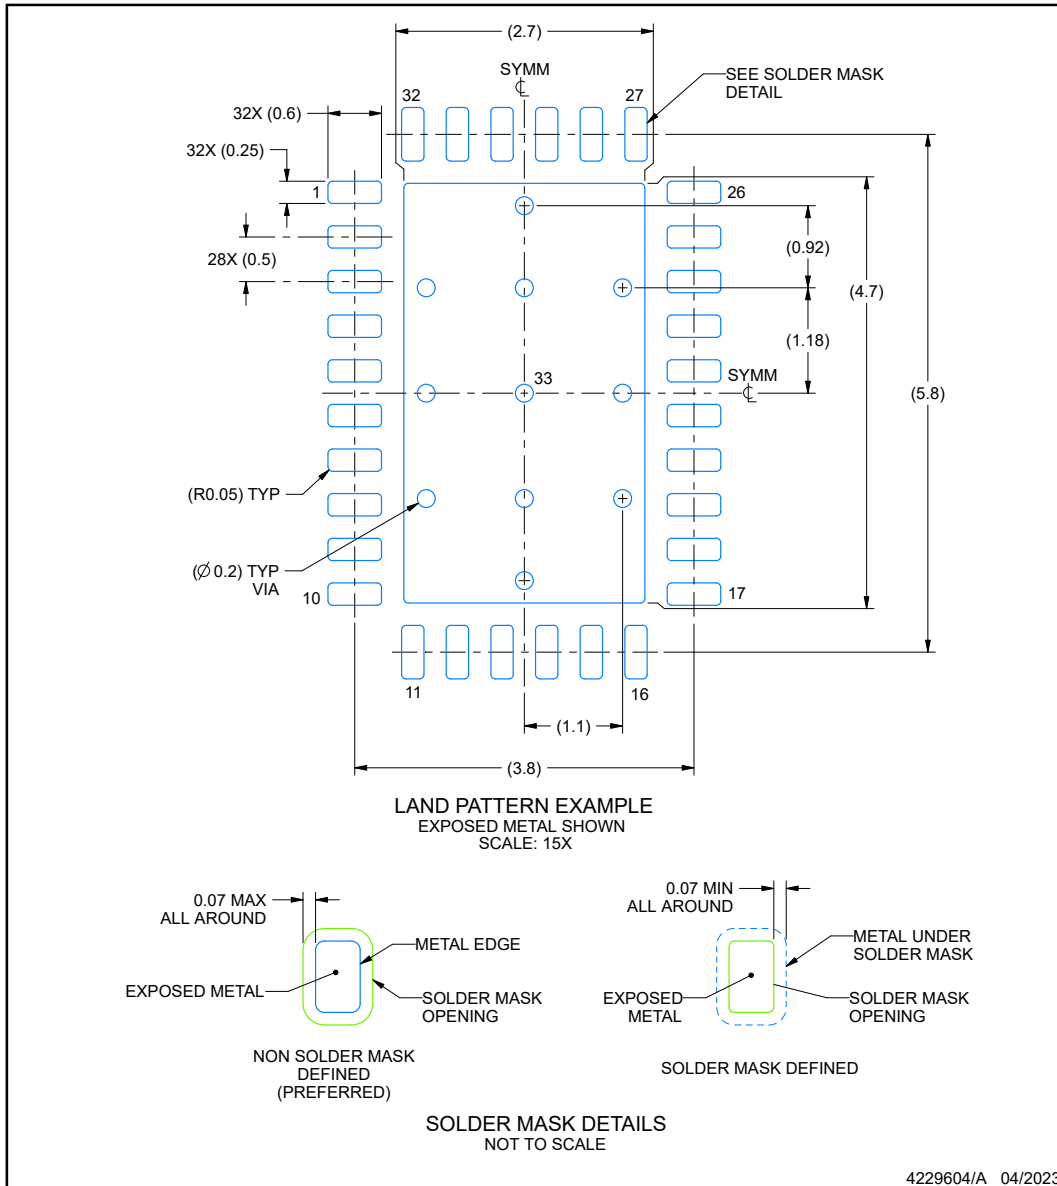 (2.7)
SYMM
℄
32
27
SEE SOLDER MASK
DETAIL
32X (0.6)
32X (0.25)
1
26
(0.92)
28X (0.5)
(4.7)
(1.18)
33
SYMM
℄
(5.8)
(R0.05) TYP
(Ø 0.2) TYP
VIA
10
17
11
16
(1.1)
(3.8)
LAND PATTERN EXAMPLE
EXPOSED METAL SHOWN
SCALE: 15X
0.07 MAX
ALL AROUND
METAL EDGE
EXPOSED METAL
SOLDER MASK
OPENING
NON SOLDER MASK
DEFINED
(PREFERRED)
0.07 MIN
ALL AROUND
METAL UNDER
SOLDER MASK
EXPOSED
METAL
SOLDER MASK
OPENING
SOLDER MASK DEFINED
SOLDER MASK DETAILS
NOT TO SCALE
4229604/A 04/2023